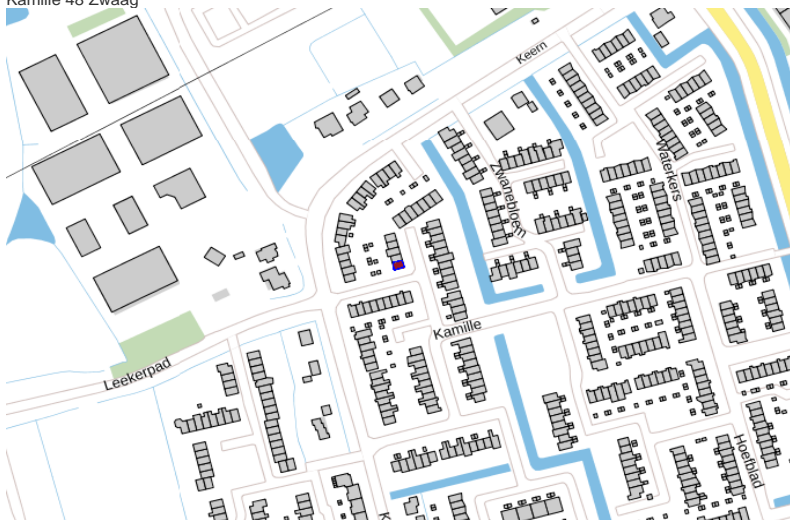 Kamille 48 Zwaag
Keern
Waterkers
Zwanebloem
Kamille
Leekerpad
Hoefblad
K